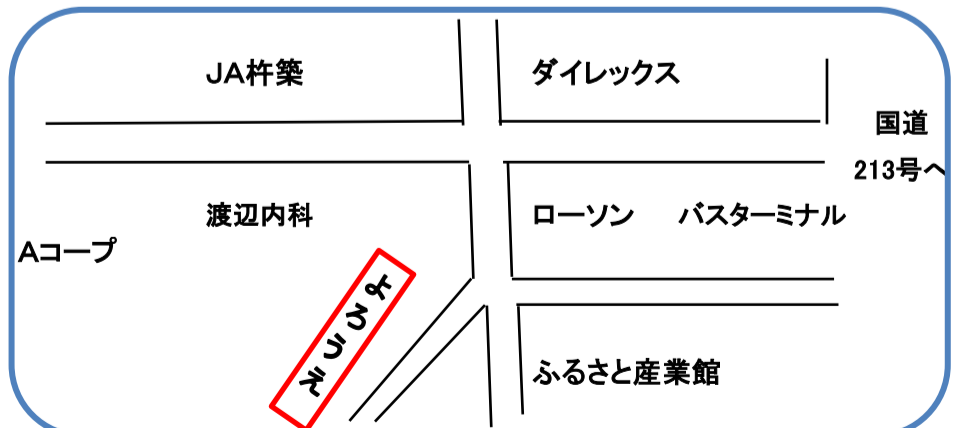 JA杵築
ダイレックス
国道
213号へ
渡辺内科
ローソン
バスターミナル
Aコープ
よろうえ
ふるさと産業館